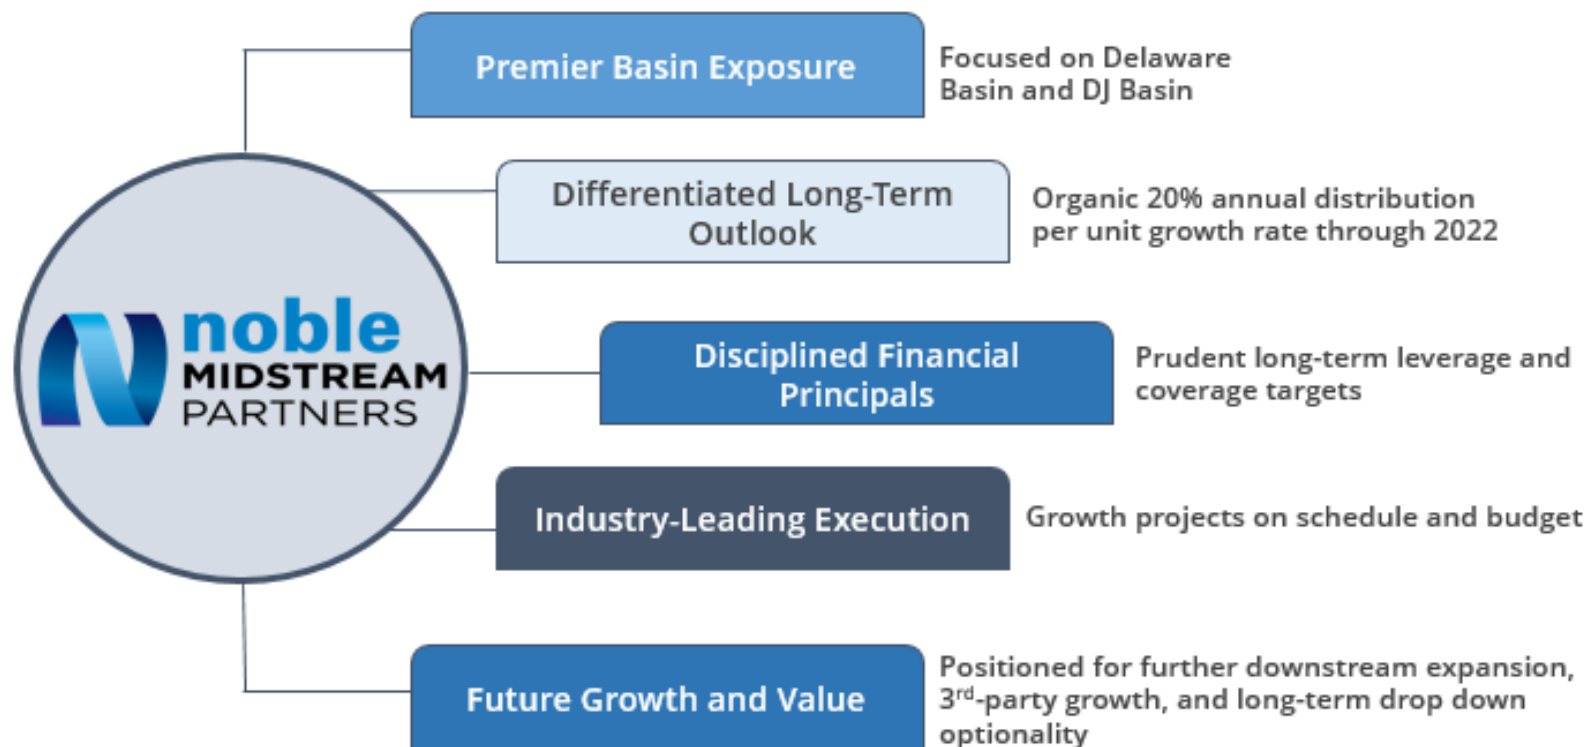 Premier Basin Exposure
Focused on Delaware
Basin and DJ Basin
Differentiated Long-Term
Outlook
Organic 20% annual distribution
per unit growth rate through 2022
noble
MIDSTREAM
PARTNERS
Disciplined Financial
Principals
Prudent long-term leverage and
coverage targets
Industry-Leading Execution
Growth projects on schedule and budget
Future Growth and Value
Positioned for further downstream expansion,
3rd-party growth, and long-term drop down
optionality